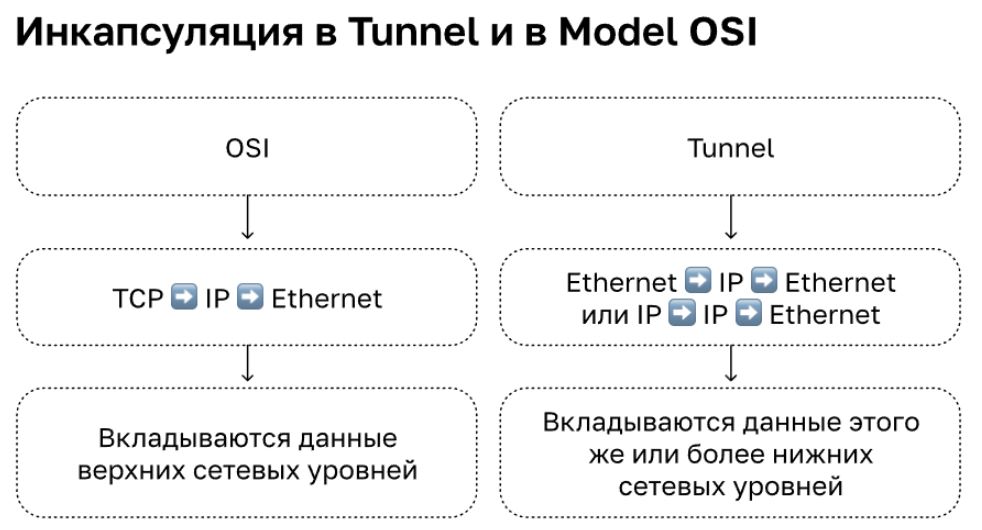 Инкапсуляция в Tunnel и в Model OSI
OSI
TCP ➡ IP ➡ Ethernet
Вкладываются данные
верхних сетевых уровней
Tunnel
Ethernet ➡ IP ➡ Ethernet
или IP ➡ IP ➡ Ethernet
Вкладываются данные этого
же или более нижних
сетевых уровней